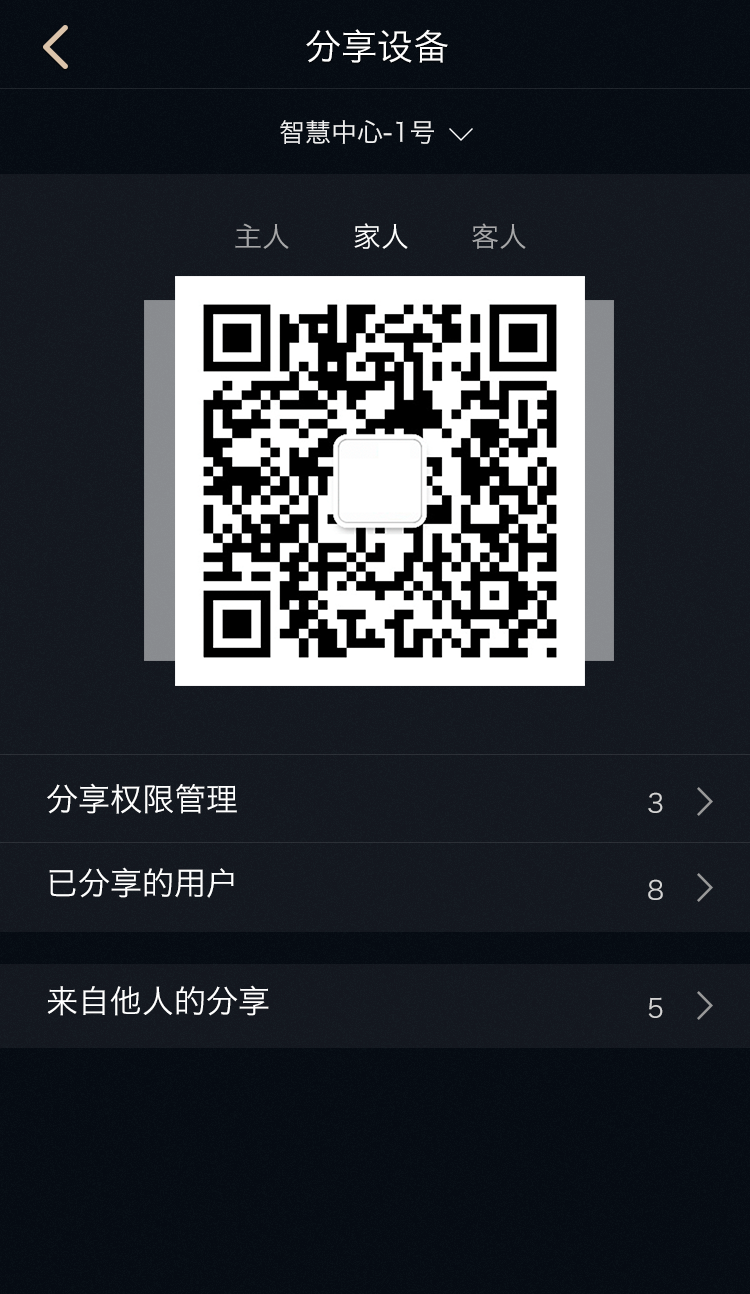 分享设备
智慧中心-1号
主人 家人 客人
分享权限管理 3
已分享的用户 8
来自他人的分享 5